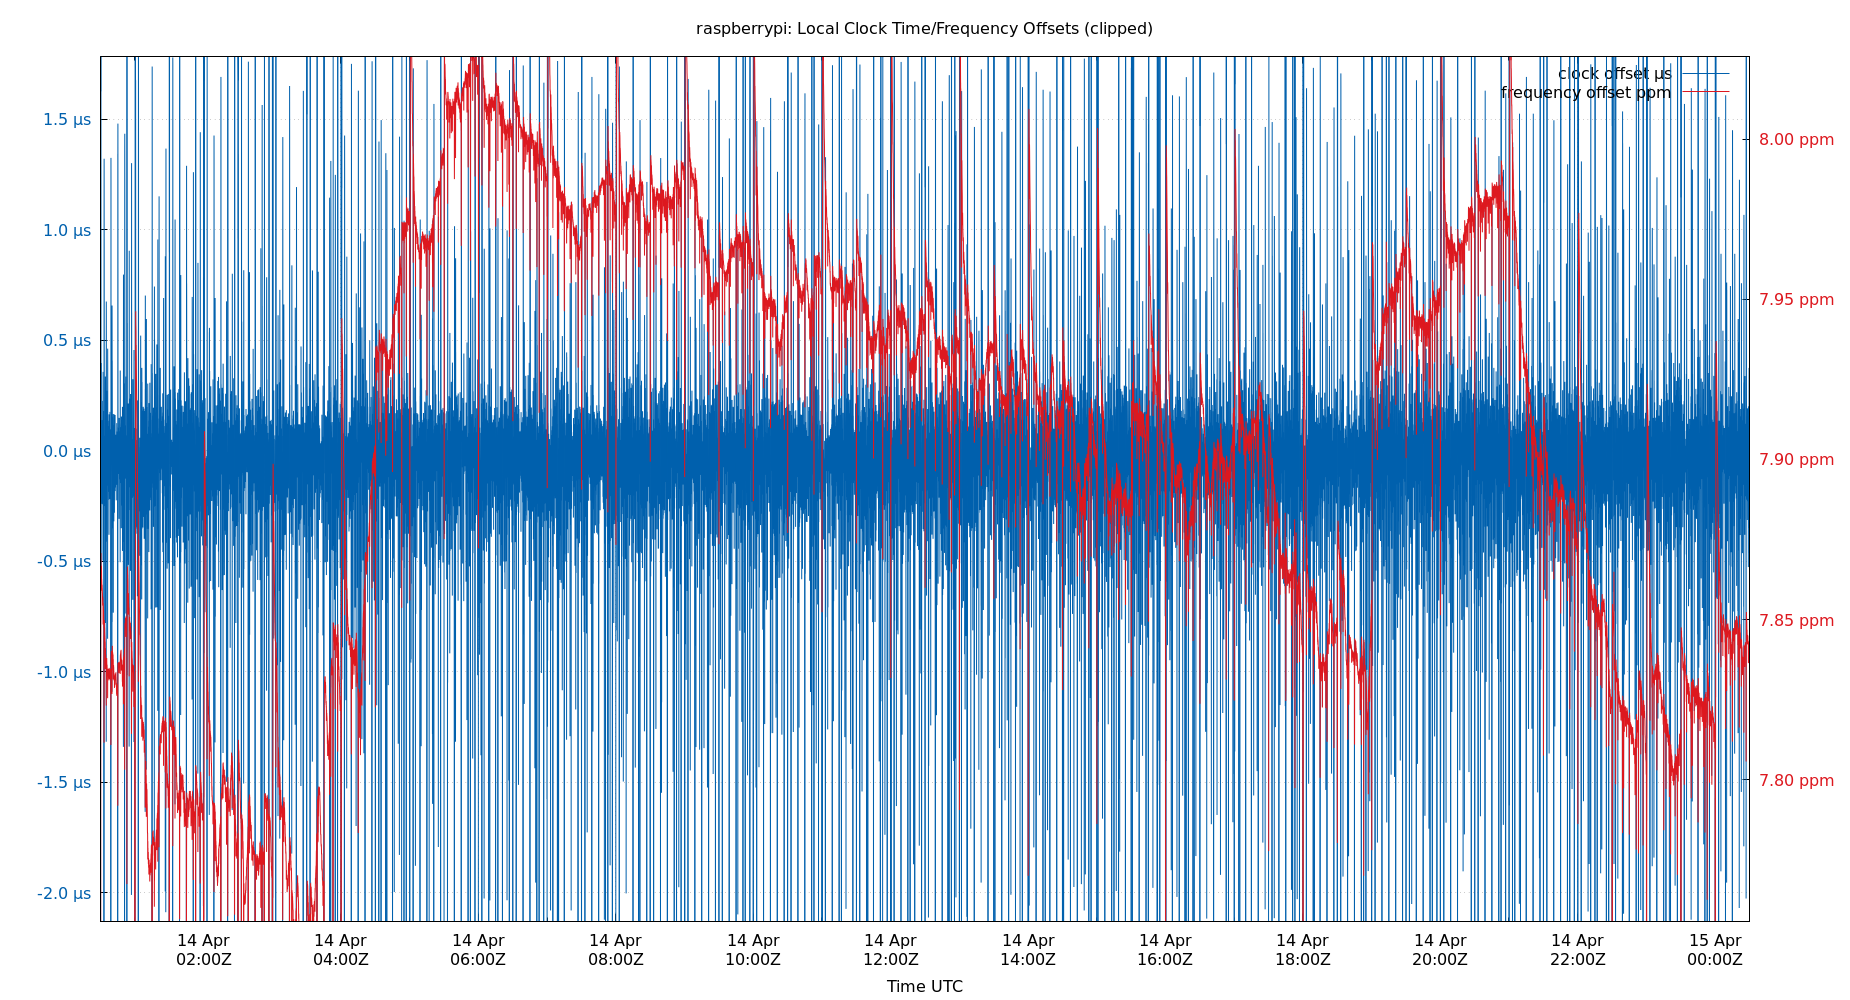 raspberrypi: Local Clock Time/Frequency Offsets (clipped)
clock offset µs
frequency offset ppm
1.5 µs
1.0 µs
0.5 µs
0.0 µs
-0.5 µs
-1.0 µs
-1.5 µs
-2.0 µs
8.00 ppm
7.95 ppm
7.90 ppm
7.85 ppm
7.80 ppm
14 Apr 14 Apr 14 Apr 14 Apr 14 Apr 14 Apr 14 Apr 14 Apr 14 Apr 14 Apr 14 Apr 15 Apr
02:00Z 04:00Z 06:00Z 08:00Z 10:00Z 12:00Z 14:00Z 16:00Z 18:00Z 20:00Z 22:00Z 00:00Z
Time UTC